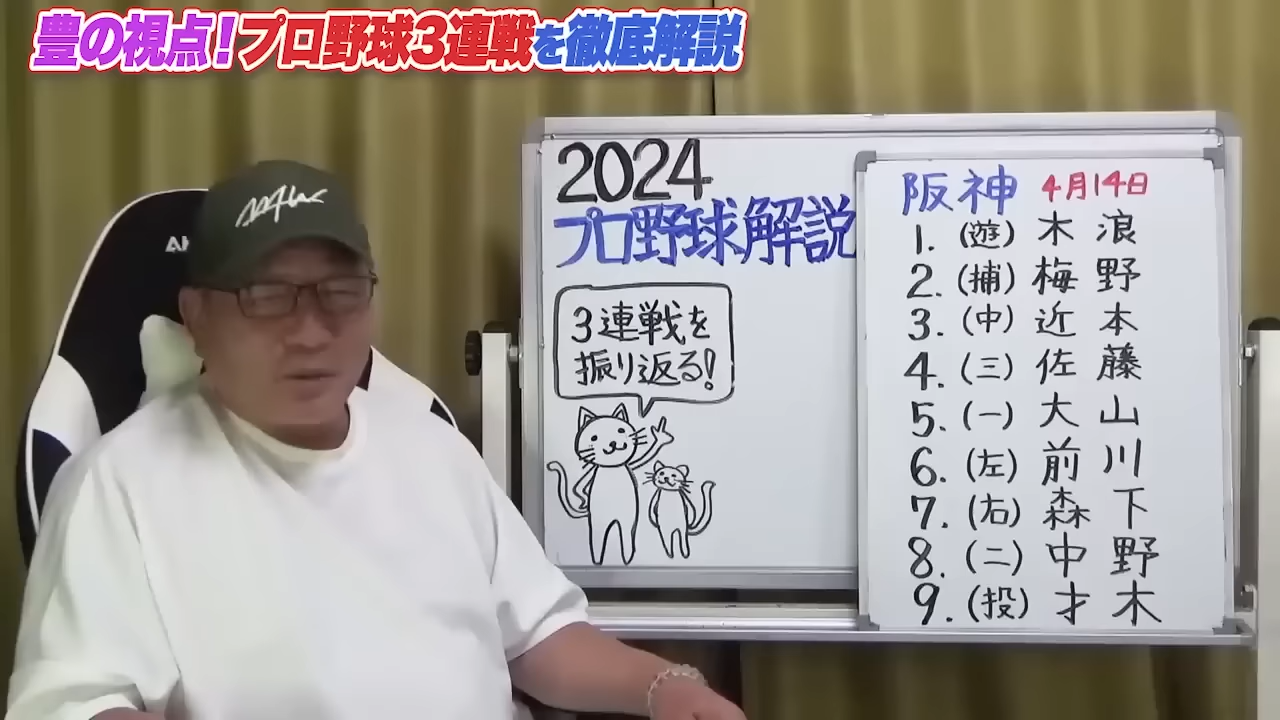 豊の視点！プロ野球3連戦を徹底解説
2024
プロ野球解説
3連戦を
振り返る!
阪神 4月14日
1. (遊) 木浪
2. (捕) 梅野
3. (中) 近本
4. (三) 佐藤
5. (一) 大山
6. (左) 前川
7. (右) 森下
8. (二) 中野
9. (投) 才木